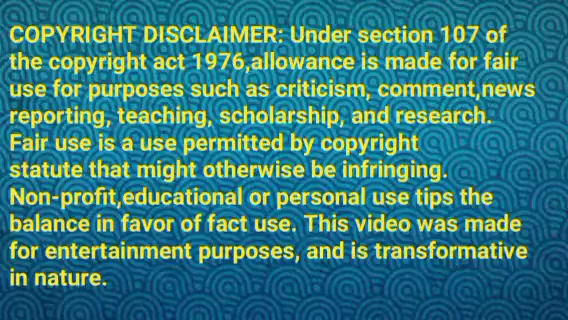 COPYRIGHT DISCLAIMER: Under section 107 of
the copyright act 1976,allowance is made for fair
use for purposes such as criticism, comment,news
reporting, teaching, scholarship, and research.
Fair use is a use permitted by copyright
statute that might otherwise be infringing.
Non-profit,educational or personal use tips the
balance in favor of fact use. This video was made
for entertainment purposes, and is transformative
in nature.